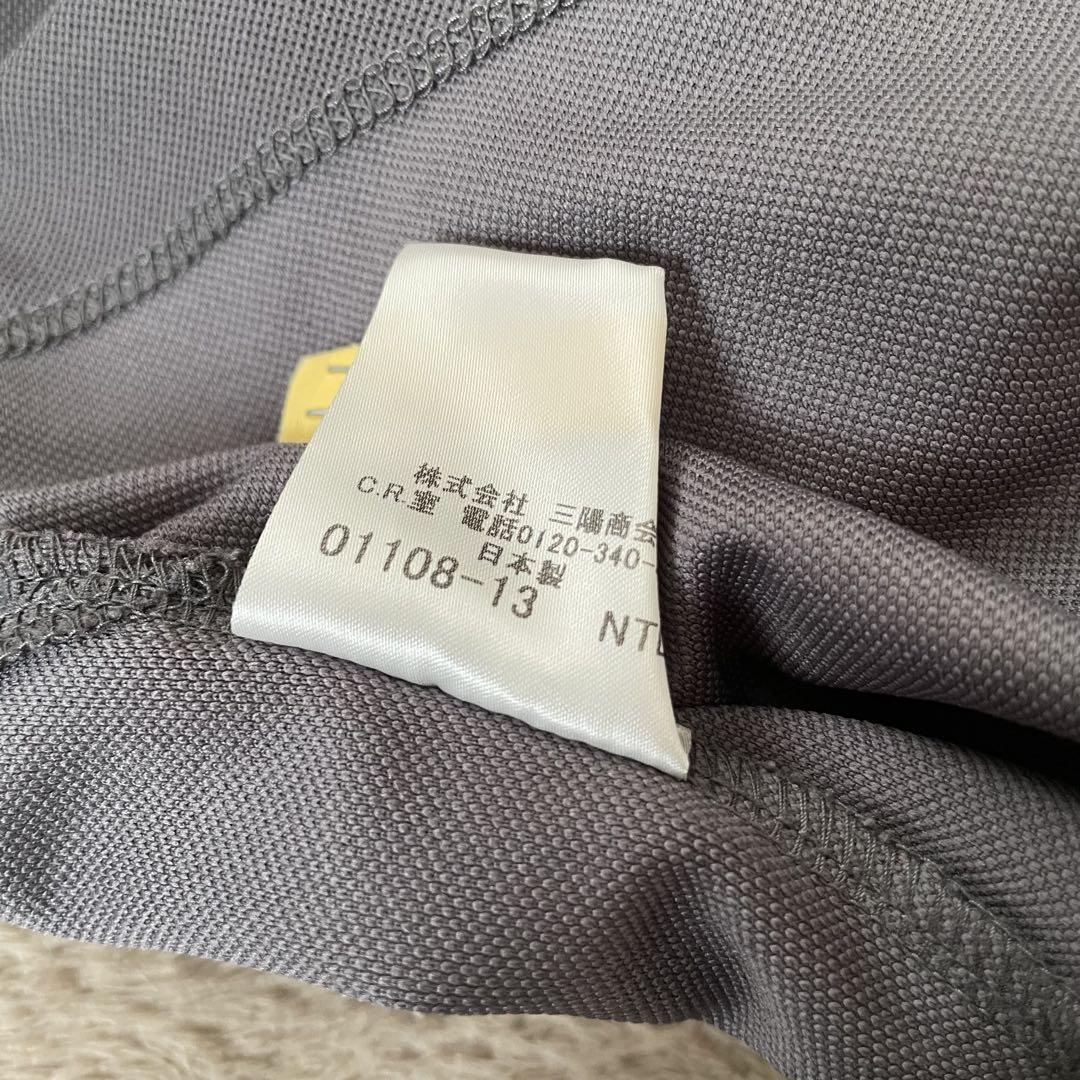 株式会社 三陽商会
C.R.室 電話0120-340-
日本製
01108-13 NTL